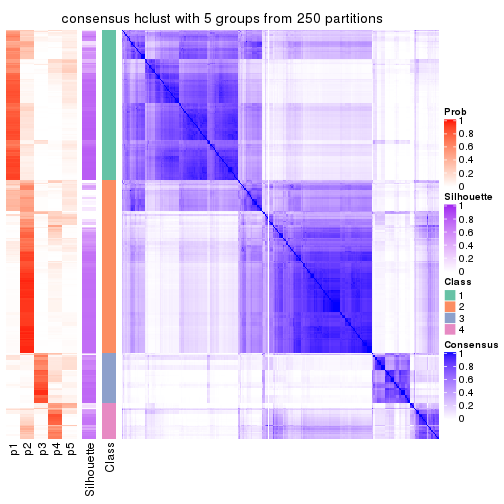 consensus hclust with 5 groups from 250 partitions
Prob
1
0.8
0.6
0.4
0.2
0
Silhouette
1
0.8
0.6
0.4
0.2
0
Class
1
2
3
4
Consensus
1
0.8
0.6
0.4
0.2
0
p1
p2
p3
p4
p5
Silhouette
Class